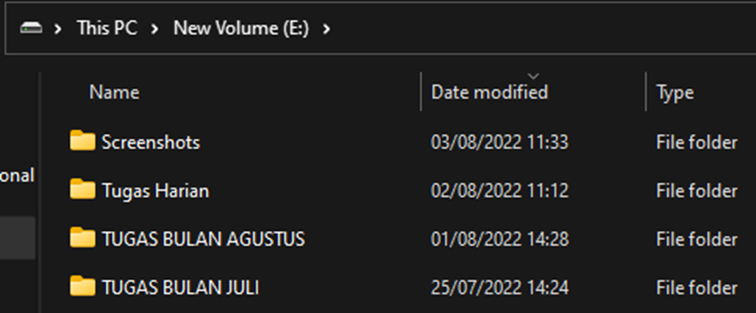 This PC > New Volume (E:) >
Name Date modified Type
Screenshots 03/08/2022 11:33 File folder
onal
Tugas Harian 02/08/2022 11:12 File folder
TUGAS BULAN AGUSTUS 01/08/2022 14:28 File folder
TUGAS BULAN JULI 25/07/2022 14:24 File folder